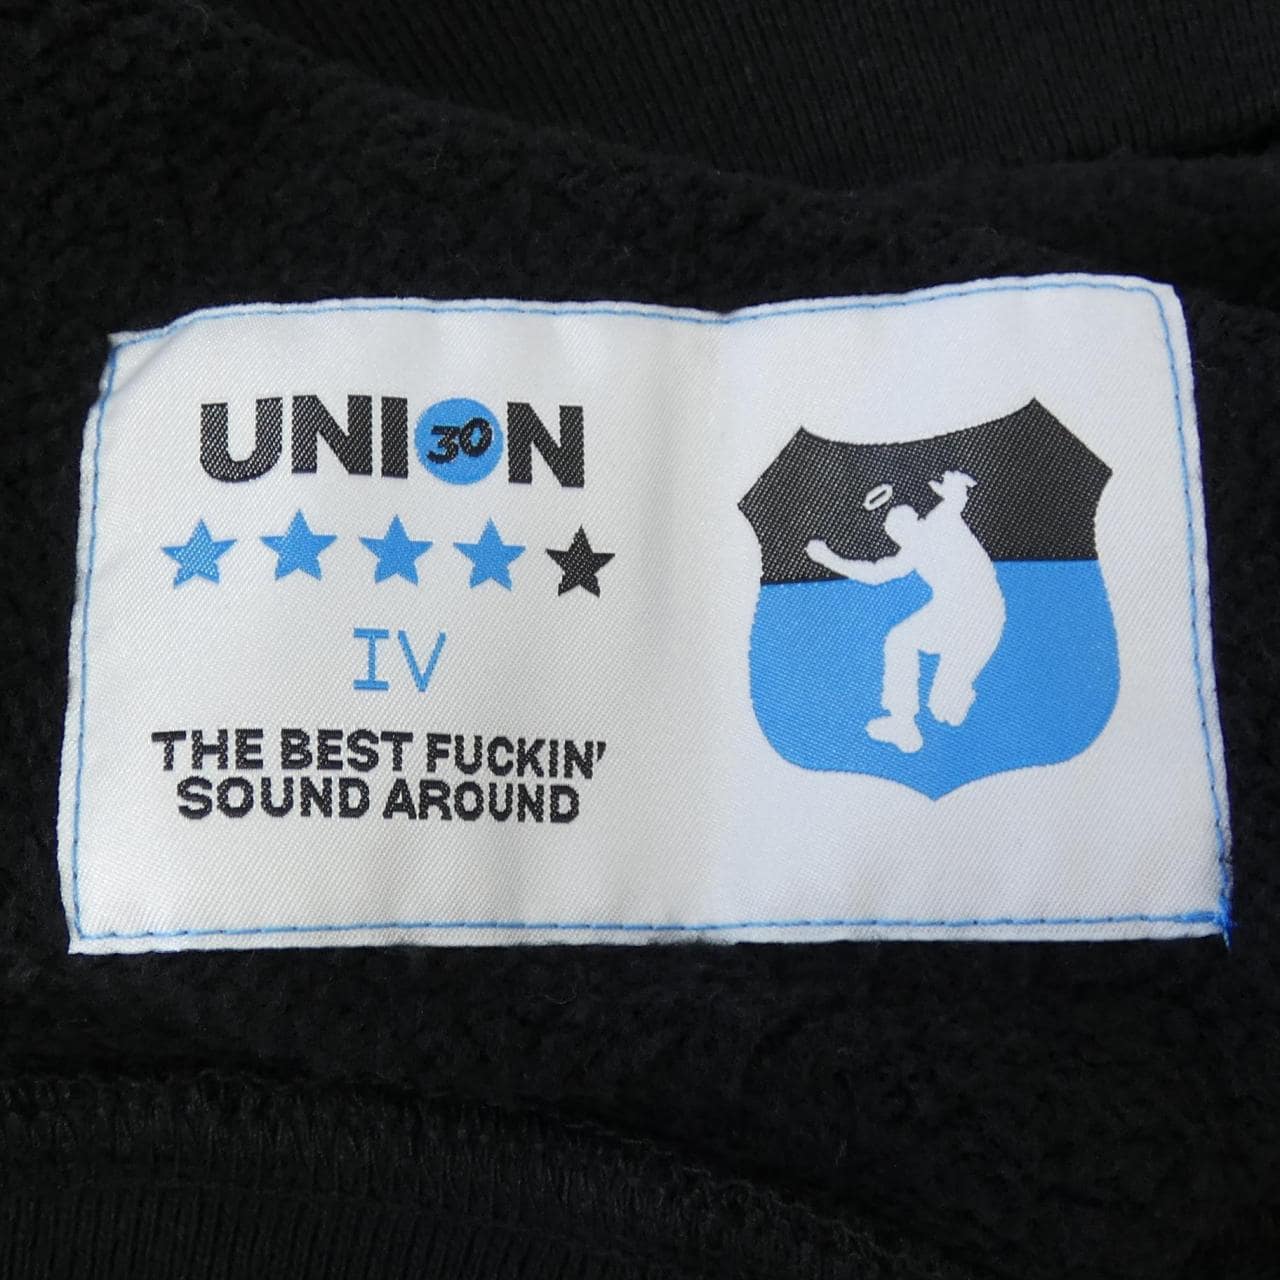 UNION
30
IV
THE BEST FUCKIN'
SOUND AROUND